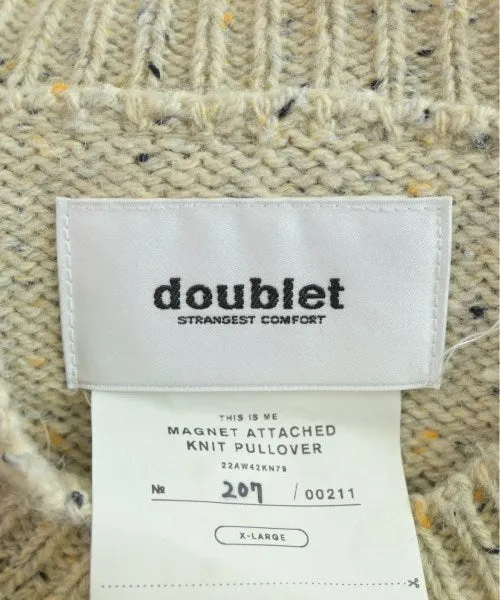 doublet
STRANGEST COMFORT
THIS IS ME
MAGNET ATTACHED
KNIT PULLOVER
22AW42KN79
№ 207 / 00211
X-LARGE